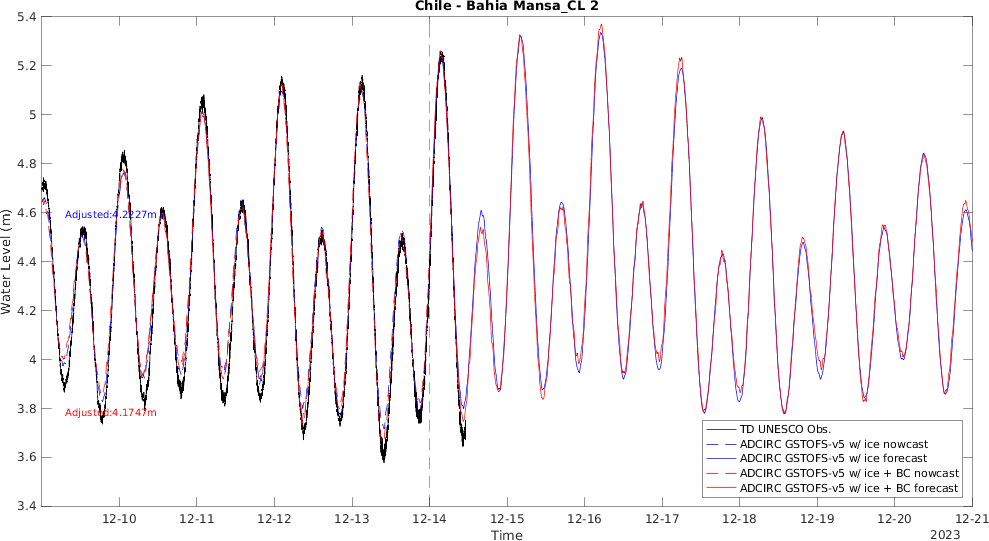 Chile - Bahia Mansa_CL 2
5.4
5.2
5
4.8
4.6
4.4
4.2
4
3.8
3.6
3.4
Water Level (m)
Adjusted:4.2227m
Adjusted:4.1747m
TD UNESCO Obs.
ADCIRC GSTOFS-v5 w/ ice nowcast
ADCIRC GSTOFS-v5 w/ ice forecast
ADCIRC GSTOFS-v5 w/ ice + BC nowcast
ADCIRC GSTOFS-v5 w/ ice + BC forecast
12-10 12-11 12-12 12-13 12-14 12-15 12-16 12-17 12-18 12-19 12-20 12-21
Time
2023